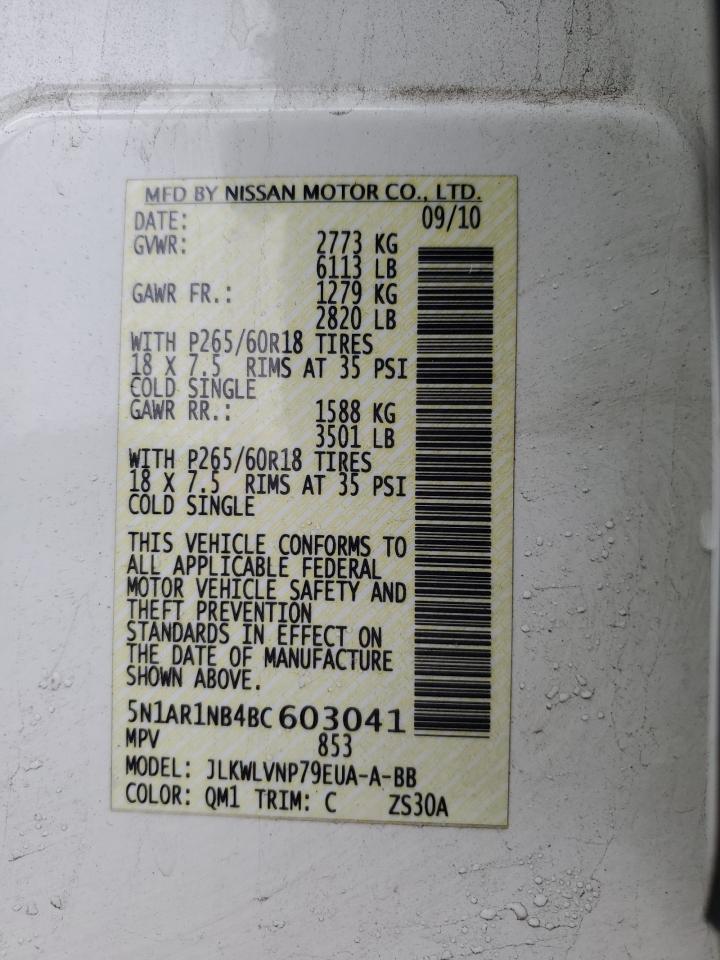 MFD BY NISSAN MOTOR CO., LTD.
DATE: 09/10
GVWR: 2773 KG
6113 LB
GAWR FR.: 1279 KG
2820 LB
WITH P265/60R18 TIRES
18 X 7.5 RIMS AT 35 PSI
COLD SINGLE
GAWR RR.: 1588 KG
3501 LB
WITH P265/60R18 TIRES
18 X 7.5 RIMS AT 35 PSI
COLD SINGLE
THIS VEHICLE CONFORMS TO
ALL APPLICABLE FEDERAL
MOTOR VEHICLE SAFETY AND
THEFT PREVENTION
STANDARDS IN EFFECT ON
THE DATE OF MANUFACTURE
SHOWN ABOVE.
5N1AR1NB4BC603041
MPV 853
MODEL: JLKWLVNP79EUA-A-BB
COLOR: QM1 TRIM: C ZS30A